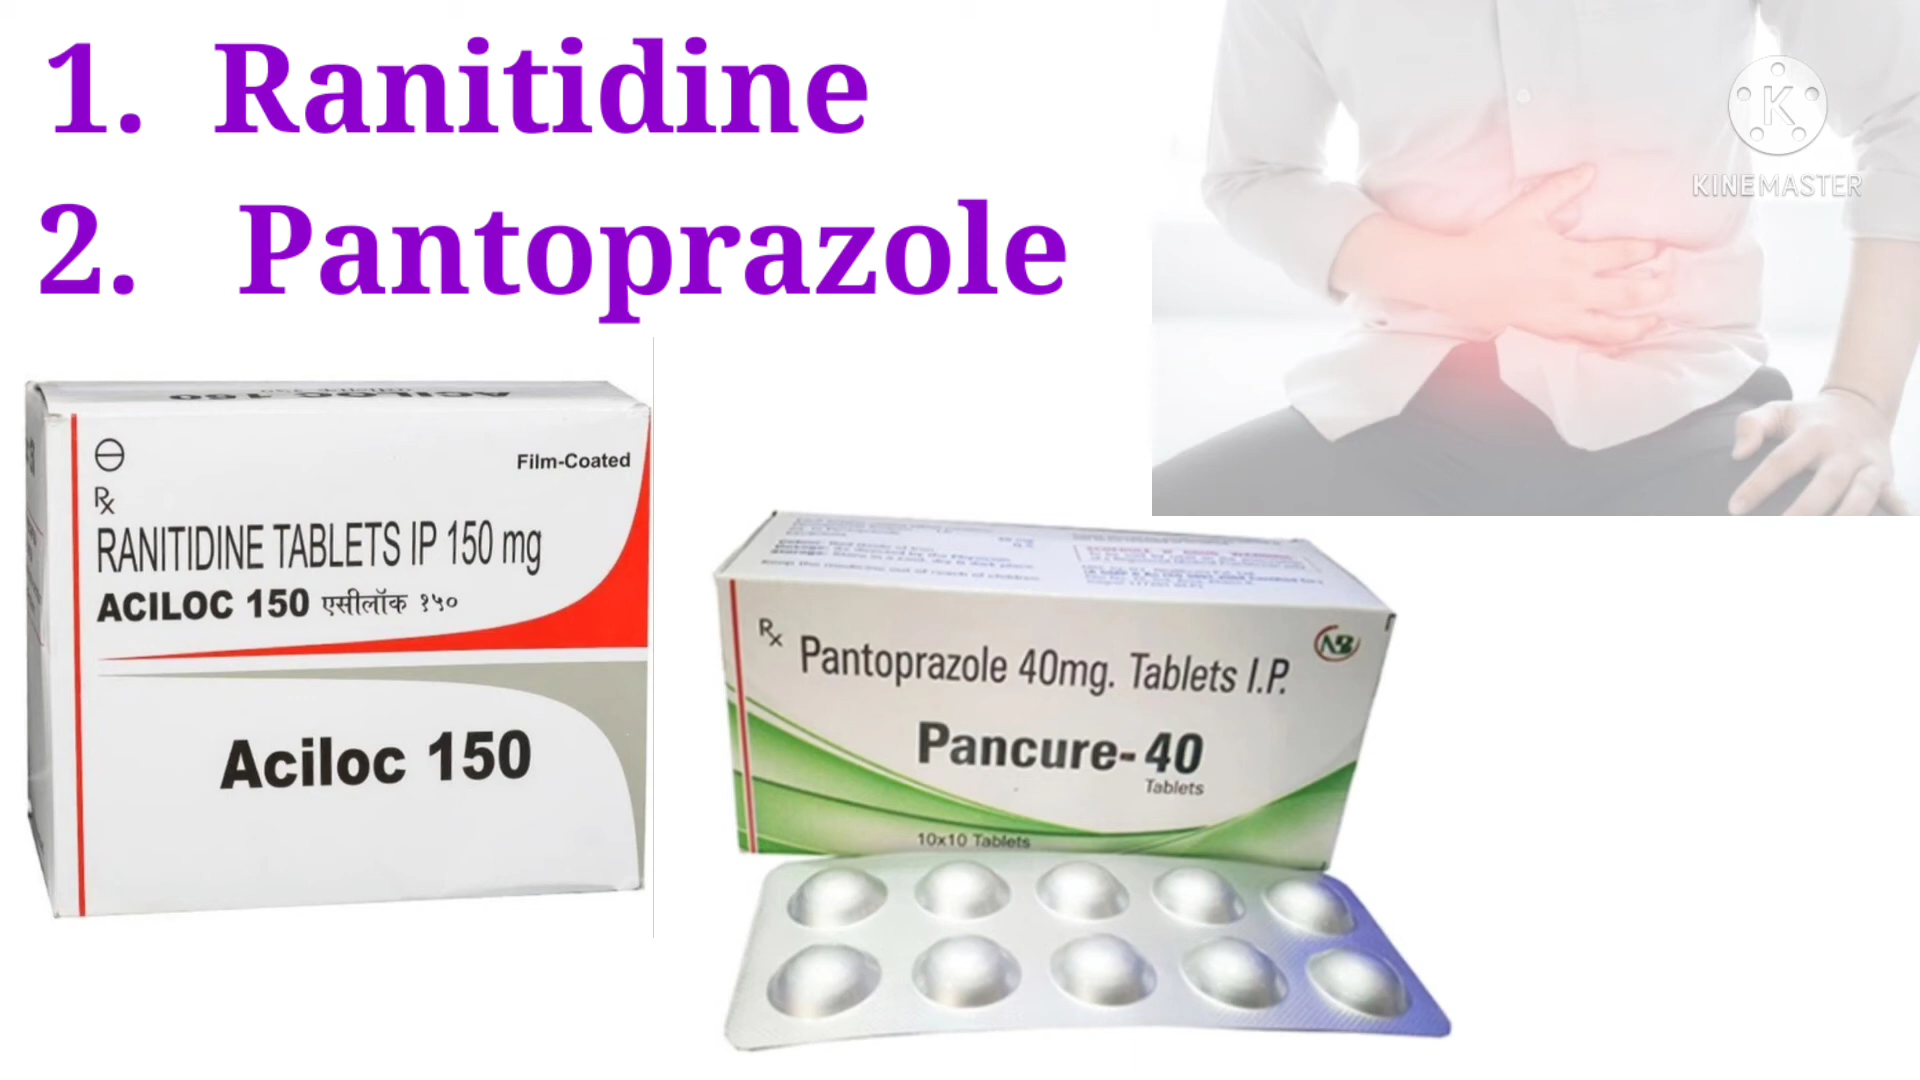 1. Ranitidine
2. Pantoprazole
KINEMASTER
Film-Coated
Rx
RANITIDINE TABLETS IP 150 mg
ACILOC 150 एसीलॉक १५०
Aciloc 150
Rx
Pantoprazole 40mg. Tablets I.P.
Pancure-40
Tablets
10x10 Tablets